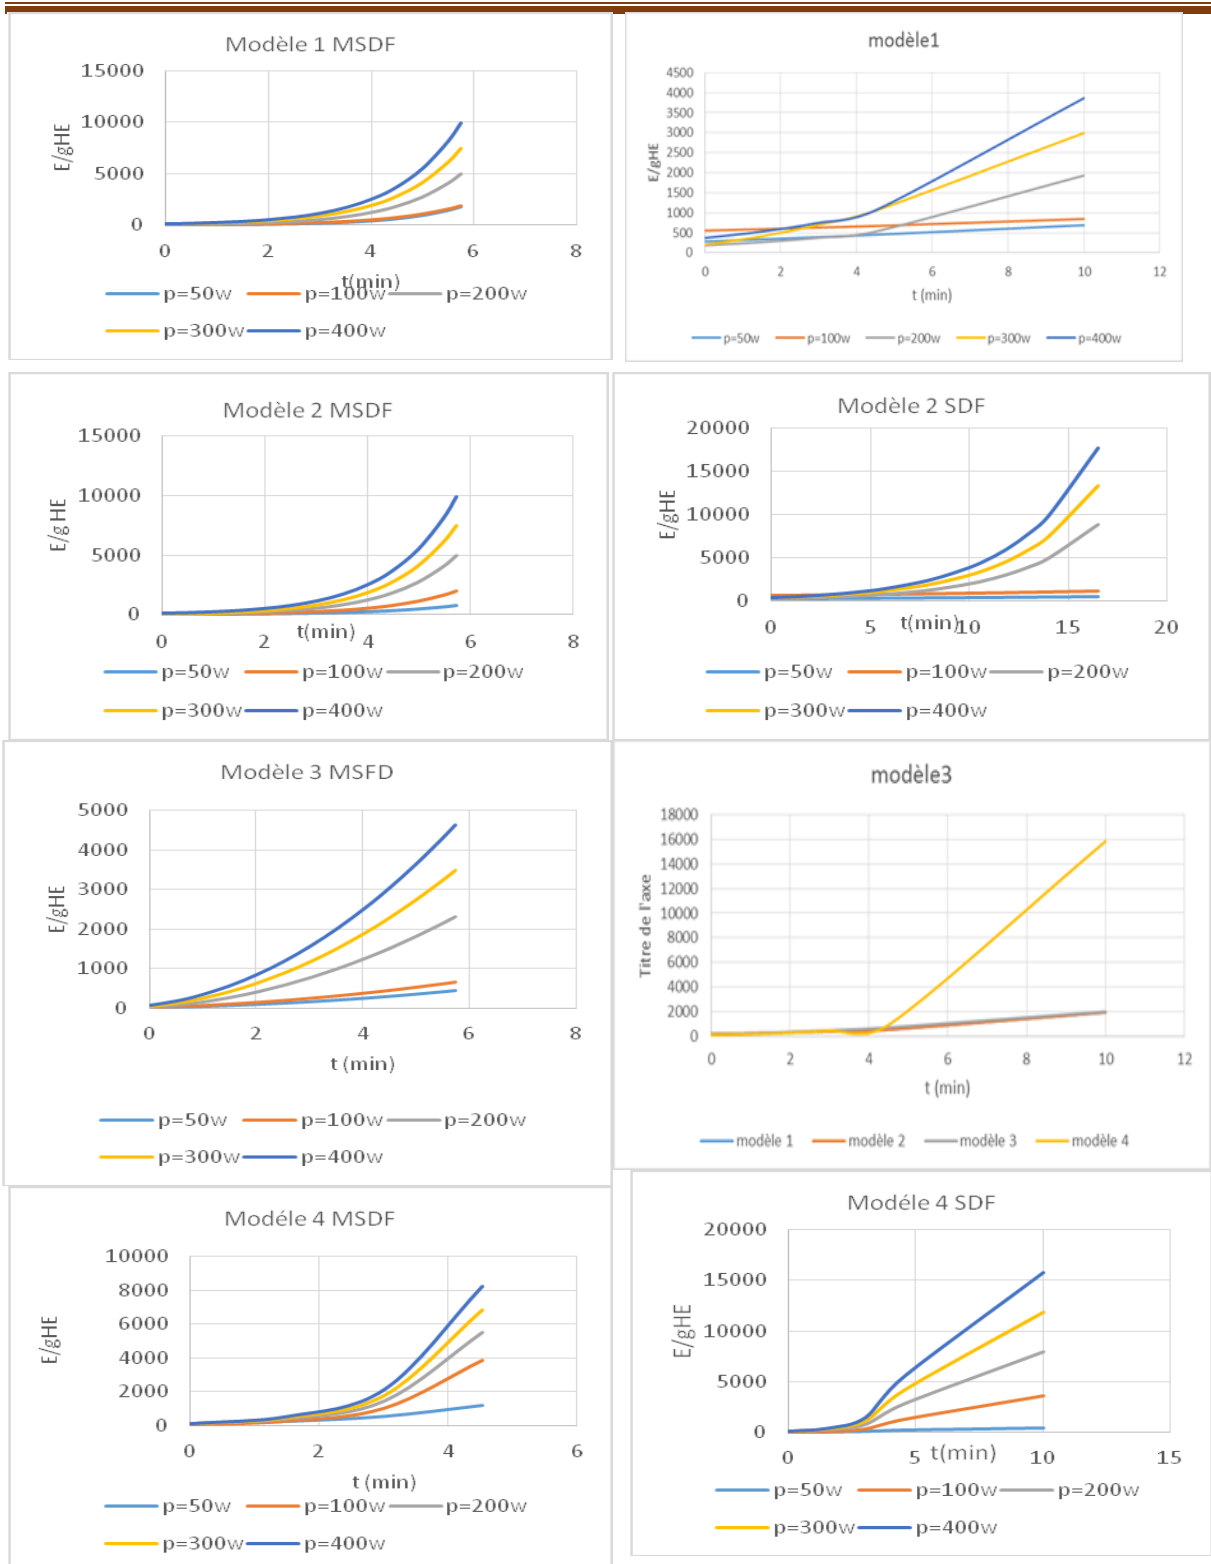 Modèle 1 MSDF
15000
10000
5000
0
E/gHE
0 2 4 6 8
t(min)
p=50w p=100w p=200w
p=300w p=400w
modèle1
4500
4000
3500
3000
2500
2000
1500
1000
500
0
E/gHE
0 2 4 6 8 10 12
t (min)
p=50w p=100w p=200w p=300w p=400w
Modèle 2 MSDF
15000
10000
5000
0
E/g HE
0 2 4 6 8
t(min)
p=50w p=100w p=200w
p=300w p=400w
Modèle 2 SDF
20000
15000
10000
5000
0
E/gHE
0 5 10 15 20
t(min)
p=50w p=100w p=200w
p=300w p=400w
Modèle 3 MSFD
5000
4000
3000
2000
1000
0
E/gHE
0 2 4 6 8
t (min)
p=50w p=100w p=200w
p=300w p=400w
modèle3
18000
16000
14000
12000
10000
8000
6000
4000
2000
0
Titre de l'axe
0 2 4 6 8 10 12
t (min)
modèle 1 modèle 2 modèle 3 modèle 4
Modéle 4 MSDF
10000
8000
6000
4000
2000
0
E/gHE
0 2 4 6
t (min)
p=50w p=100w p=200w
p=300w p=400w
Modéle 4 SDF
20000
15000
10000
5000
0
E/gHE
0 5 10 15
t(min)
p=50w p=100w p=200w
p=300w p=400w